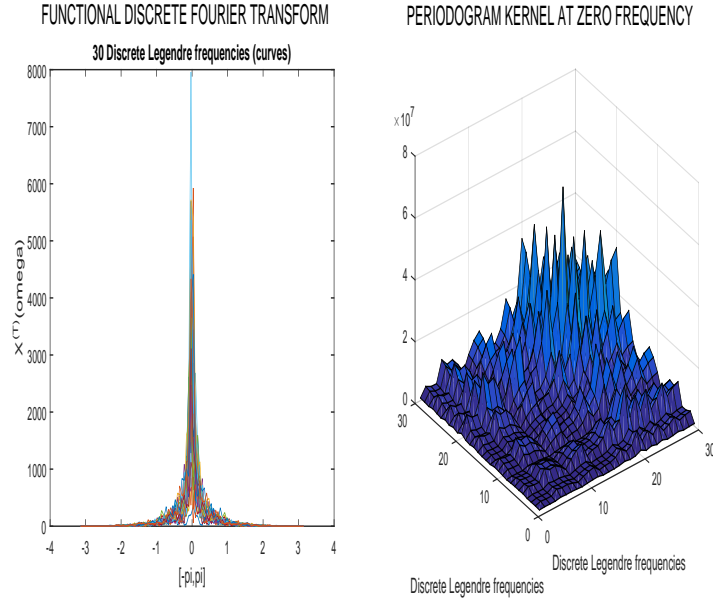 FUNCTIONAL DISCRETE FOURIER TRANSFORM
30 Discrete Legendre frequencies (curves)
8000
7000
6000
5000
4000
3000
2000
1000
0
X^(T)(omega)
-4 -3 -2 -1 0 1 2 3 4
[-pi,pi]
PERIODOGRAM KERNEL AT ZERO FREQUENCY
×10^7
8
6
4
2
0
30
20
10
0
0
10
20
30
Discrete Legendre frequencies
Discrete Legendre frequencies